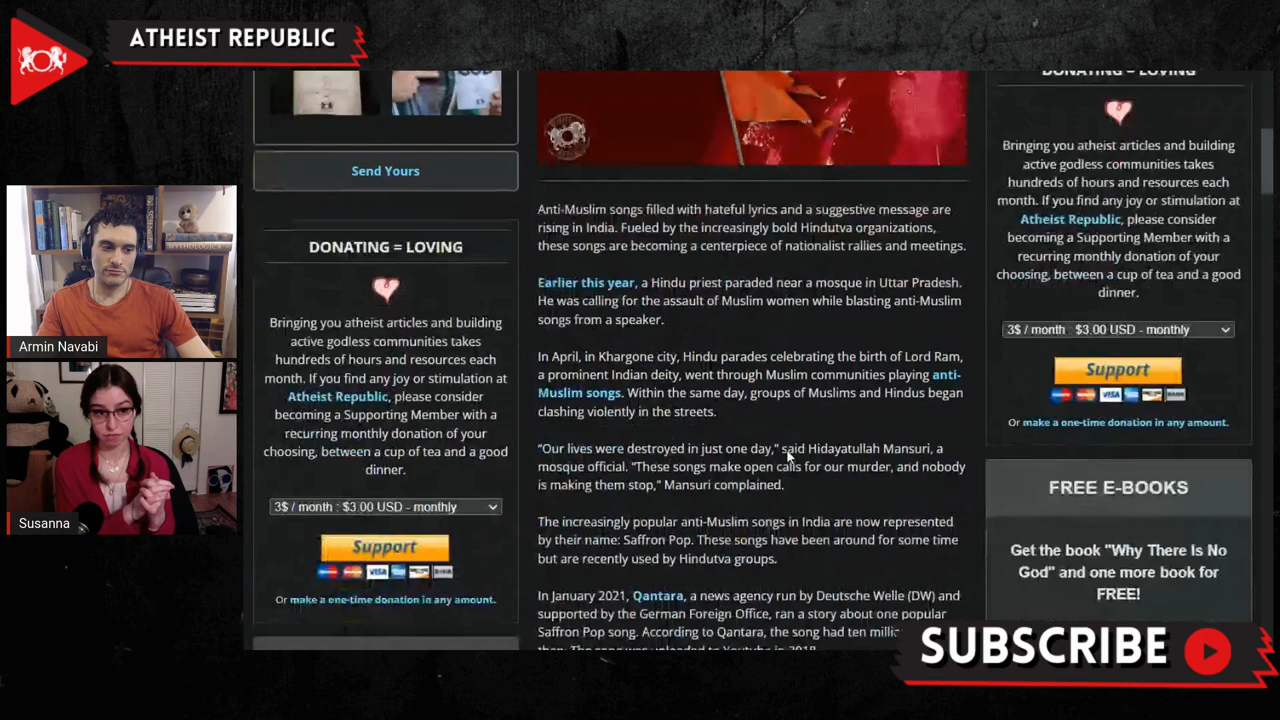 ATHEIST REPUBLIC
GOD
Send Yours
DONATING = LOVING
Bringing you atheist articles and building
active godless communities takes
hundreds of hours and resources each
month. If you find any joy or stimulation at
Atheist Republic, please consider
becoming a Supporting Member with a
recurring monthly donation of your
choosing, between a cup of tea and a good
dinner.
3$ / month : $3.00 USD - monthly
Support
VISA
BANK
Or make a one-time donation in any amount.
Anti-Muslim songs filled with hateful lyrics and a suggestive message are
rising in India. Fueled by the increasingly bold Hindutva organizations,
these songs are becoming a centerpiece of nationalist rallies and meetings.
Earlier this year, a Hindu priest paraded near a mosque in Uttar Pradesh.
He was calling for the assault of Muslim women while blasting anti-Muslim
songs from a speaker.
In April, in Khargone city, Hindu parades celebrating the birth of Lord Ram,
a prominent Indian deity, went through Muslim communities playing anti-
Muslim songs. Within the same day, groups of Muslims and Hindus began
clashing violently in the streets.
“Our lives were destroyed in just one day,” said Hidayatullah Mansuri, a
mosque official. “These songs make open calls for our murder, and nobody
is making them stop,” Mansuri complained.
The increasingly popular anti-Muslim songs in India are now represented
by their name: Saffron Pop. These songs have been around for some time
but are recently used by Hindutva groups.
In January 2021, Qantara, a news agency run by Deutsche Welle (DW) and
supported by the German Foreign Office, ran a story about one popular
Saffron Pop song. According to Qantara, the song had ten
DONATING = LOVING
Bringing you atheist articles and building
active godless communities takes
hundreds of hours and resources each
month. If you find any joy or stimulation at
Atheist Republic, please consider
becoming a Supporting Member with a
recurring monthly donation of your
choosing, between a cup of tea and a good
dinner.
3$ / month : $3.00 USD - monthly
Support
VISA
BANK
Or make a one-time donation in any amount.
FREE E-BOOKS
Get the book "Why There Is No
God" and one more book for
FREE!
MYTHOLOGICA
Armin Navabi
Susanna
SUBSCRIBE